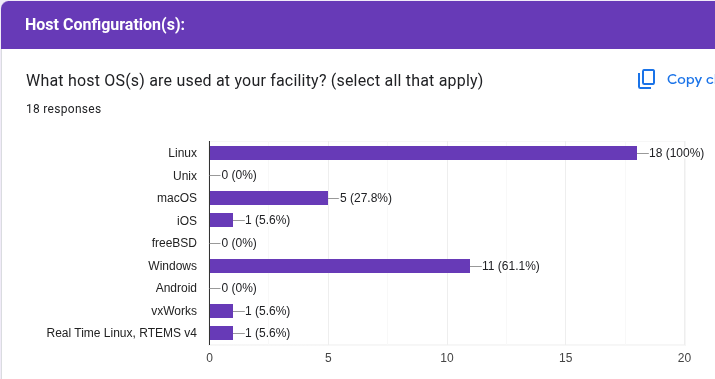 Host Configuration(s):
What host OS(s) are used at your facility? (select all that apply)
Copy c
18 responses
Linux 18 (100%)
Unix 0 (0%)
macOS 5 (27.8%)
iOS 1 (5.6%)
freeBSD 0 (0%)
Windows 11 (61.1%)
Android 0 (0%)
vxWorks 1 (5.6%)
Real Time Linux, RTEMS v4 1 (5.6%)
0 5 10 15 20